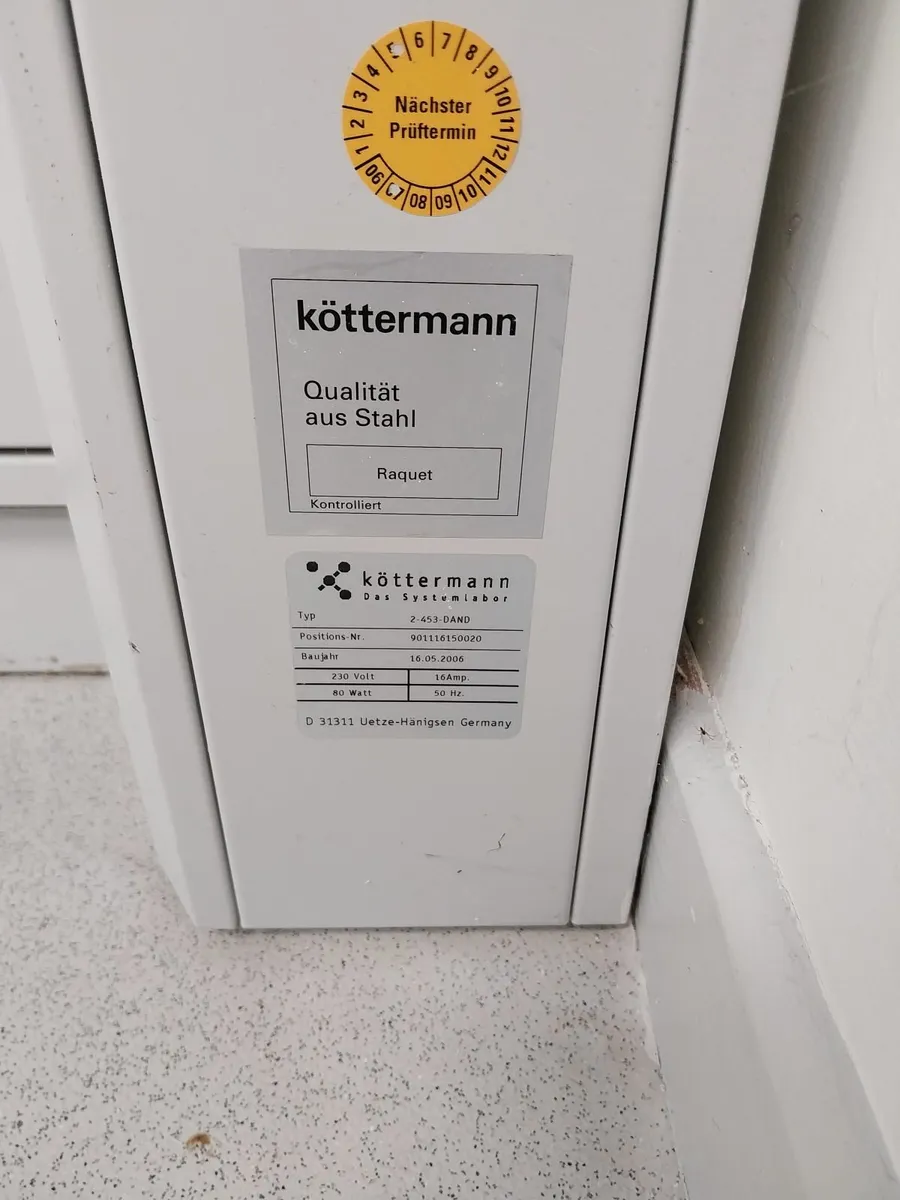 1 2 3 4 5 6 7 8 9 10 11 12
Nächster
Prüftermin
06 07 08 09 10 11
köttermann
Qualität
aus Stahl
Raquet
Kontrolliert
köttermann
Das Systemlabor
Typ 2-453-DAND
Positions-Nr. 901116150020
Baujahr 16.05.2006
230 Volt 16Amp.
80 Watt 50 Hz.
D 31311 Uetze-Hänigsen Germany